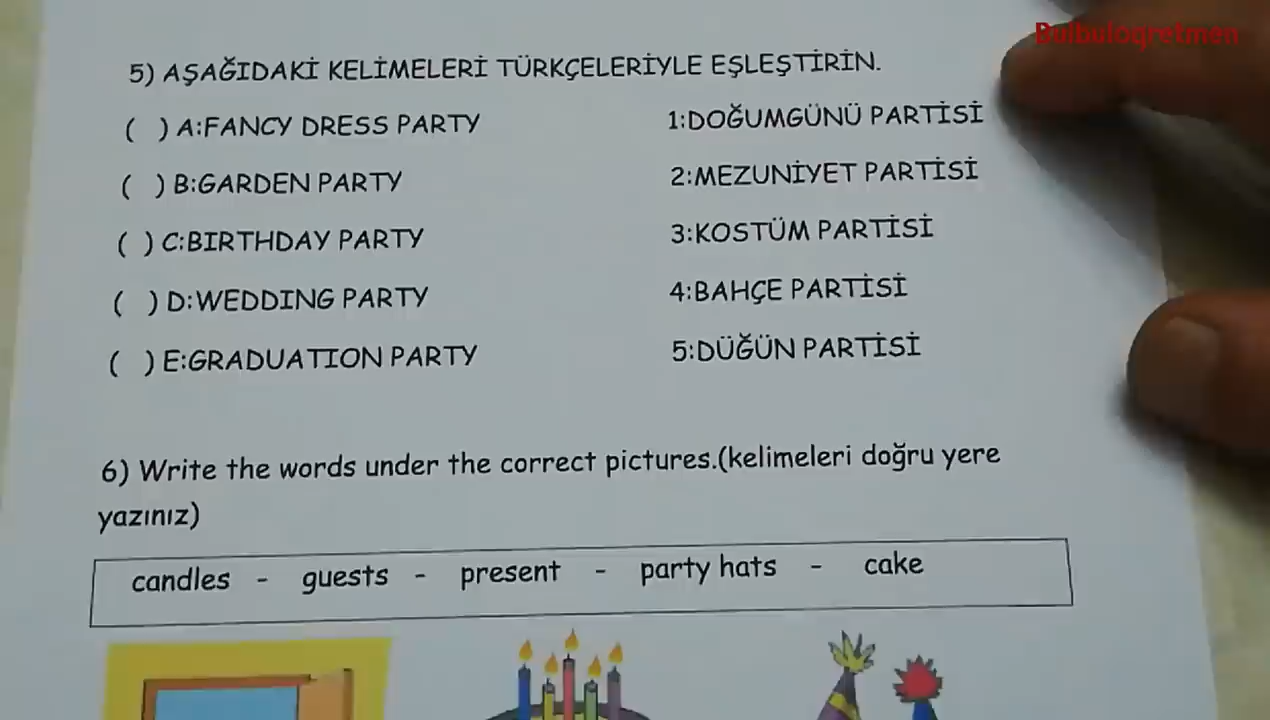 Bulbulogretmen
5) AŞAĞIDAKİ KELİMELERİ TÜRKÇELERİYLE EŞLEŞTİRİN.
( ) A:FANCY DRESS PARTY 1:DOĞUMGÜNÜ PARTİSİ
( ) B:GARDEN PARTY 2:MEZUNİYET PARTİSİ
( ) C:BIRTHDAY PARTY 3:KOSTÜM PARTİSİ
( ) D:WEDDING PARTY 4:BAHÇE PARTİSİ
( ) E:GRADUATION PARTY 5:DÜĞÜN PARTİSİ
6) Write the words under the correct pictures.(kelimeleri doğru yere
yazınız)
candles - guests - present - party hats - cake